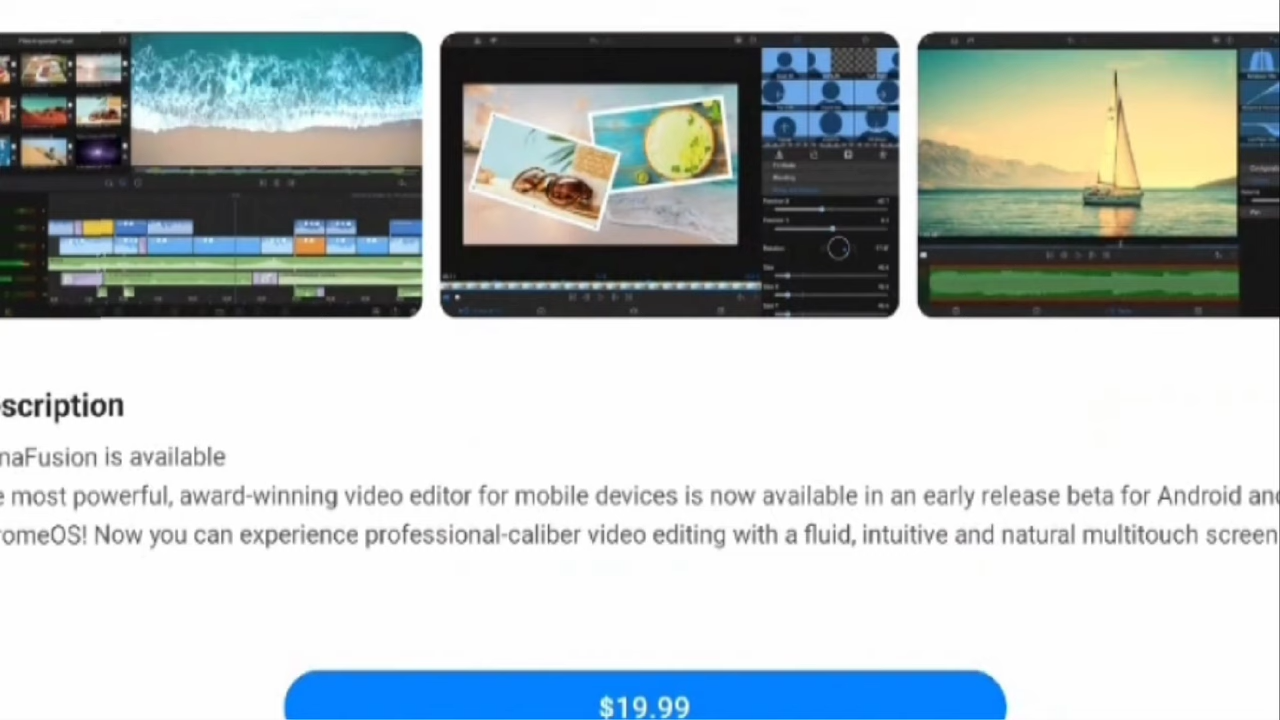 scription
naFusion is available
e most powerful, award-winning video editor for mobile devices is now available in an early release beta for Android and
romeOS! Now you can experience professional-caliber video editing with a fluid, intuitive and natural multitouch screen
$19.99